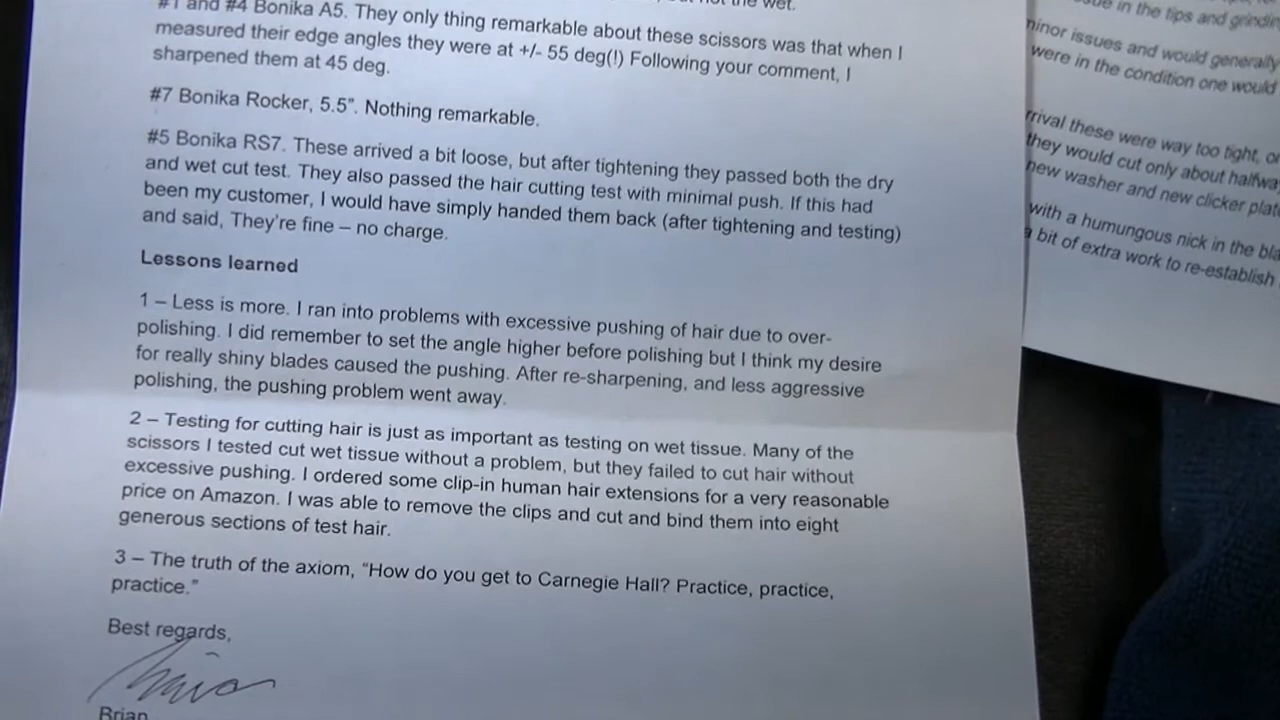 not the wet.
#1 and #4 Bonika A5. They only thing remarkable about these scissors was that when I
measured their edge angles they were at +/- 55 deg(!) Following your comment, I
sharpened them at 45 deg.
#7 Bonika Rocker, 5.5”. Nothing remarkable.
#5 Bonika RS7. These arrived a bit loose, but after tightening they passed both the dry
and wet cut test. They also passed the hair cutting test with minimal push. If this had
been my customer, I would have simply handed them back (after tightening and testing)
and said, They’re fine – no charge.
Lessons learned
1 – Less is more. I ran into problems with excessive pushing of hair due to over-
polishing. I did remember to set the angle higher before polishing but I think my desire
for really shiny blades caused the pushing. After re-sharpening, and less aggressive
polishing, the pushing problem went away.
2 – Testing for cutting hair is just as important as testing on wet tissue. Many of the
scissors I tested cut wet tissue without a problem, but they failed to cut hair without
excessive pushing. I ordered some clip-in human hair extensions for a very reasonable
price on Amazon. I was able to remove the clips and cut and bind them into eight
generous sections of test hair.
3 – The truth of the axiom, “How do you get to Carnegie Hall? Practice, practice,
practice.”
Best regards,
Brian
in the tips and
minor issues and would generally
were in the condition one would
these were way too tight,
they would cut only about
new washer and new clicker
with a humungous nick in the
a bit of extra work to re-establish